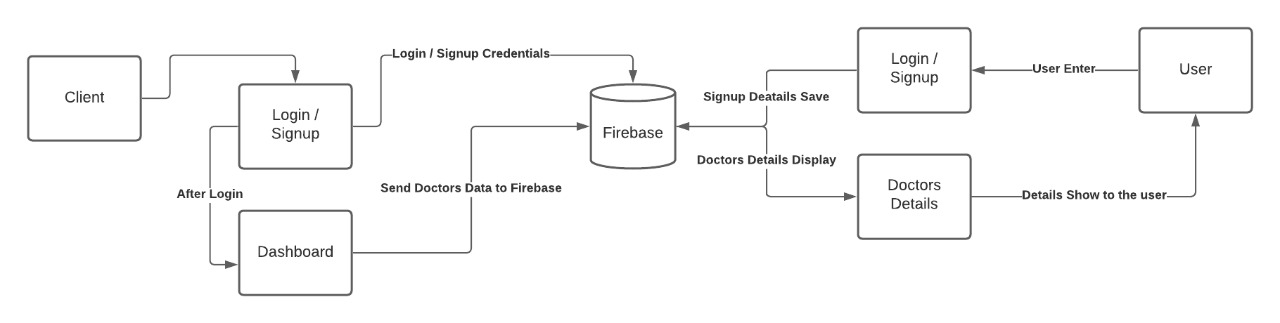 Client
Login /
Signup
After Login
Dashboard
Login / Signup Credentials
Send Doctors Data to Firebase
Firebase
Signup Deatails Save
Doctors Details Display
Login /
Signup
User Enter
User
Doctors
Details
Details Show to the user